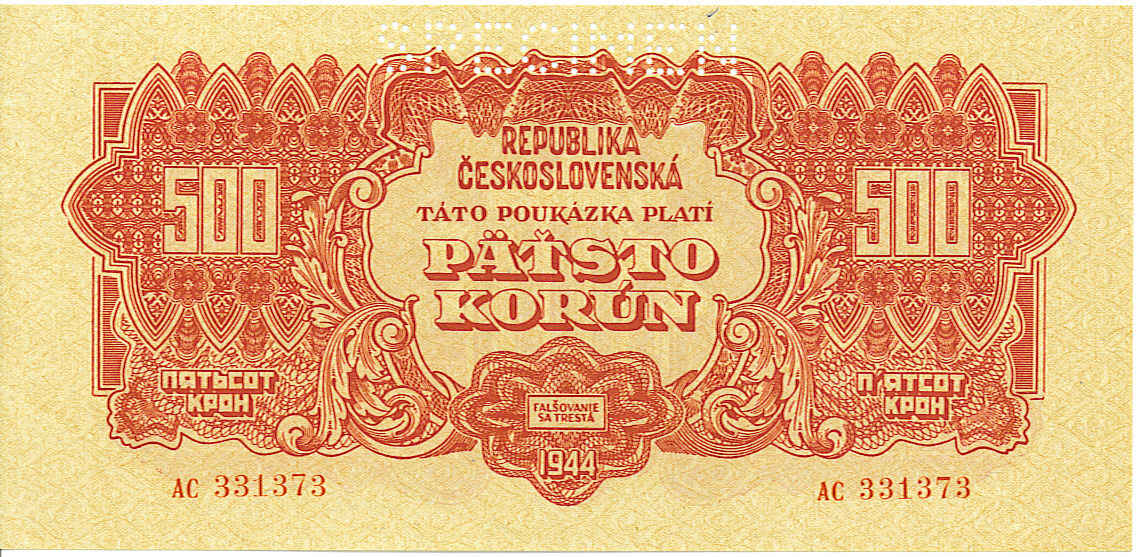 SPECIMEN
REPUBLIKA
ČESKOSLOVENSKÁ
TÁTO POUKÁZKA PLATÍ
PÄŤSTO
KORÚN
500
500
ПЯТЬСОТ
КРОН
П'ЯТСОТ
КРОН
FALŠOVANIE
SA TRESTÁ
1944
AC 331373
AC 331373